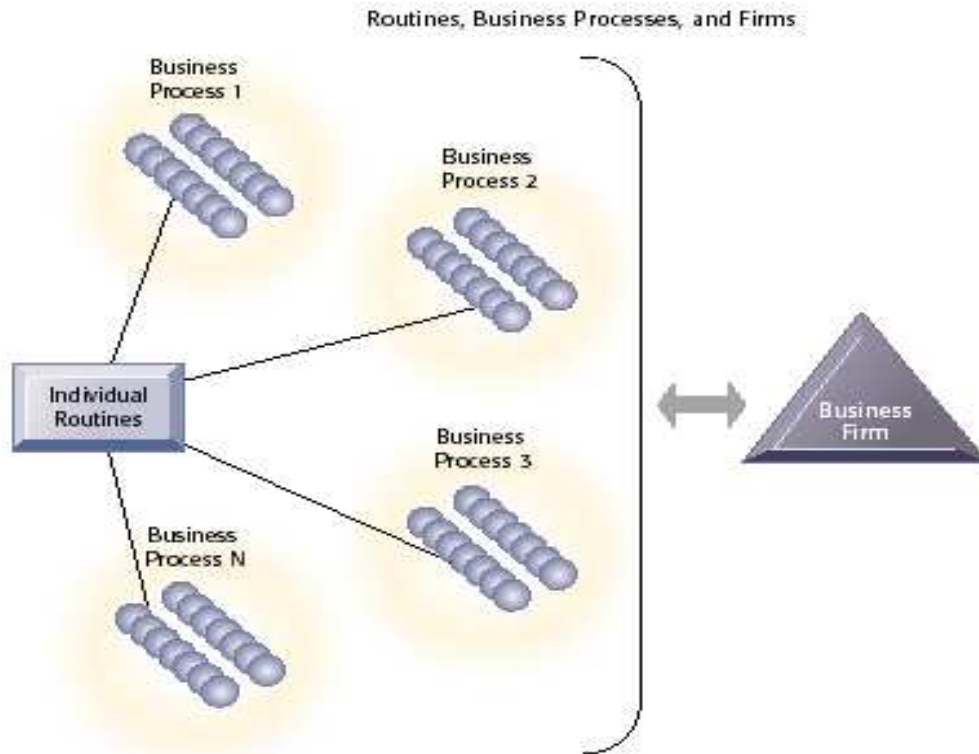 Routines, Business Processes, and Firms
Business
Process 1
Business
Process 2
Individual
Routines
Business
Firm
Business
Process 3
Business
Process N